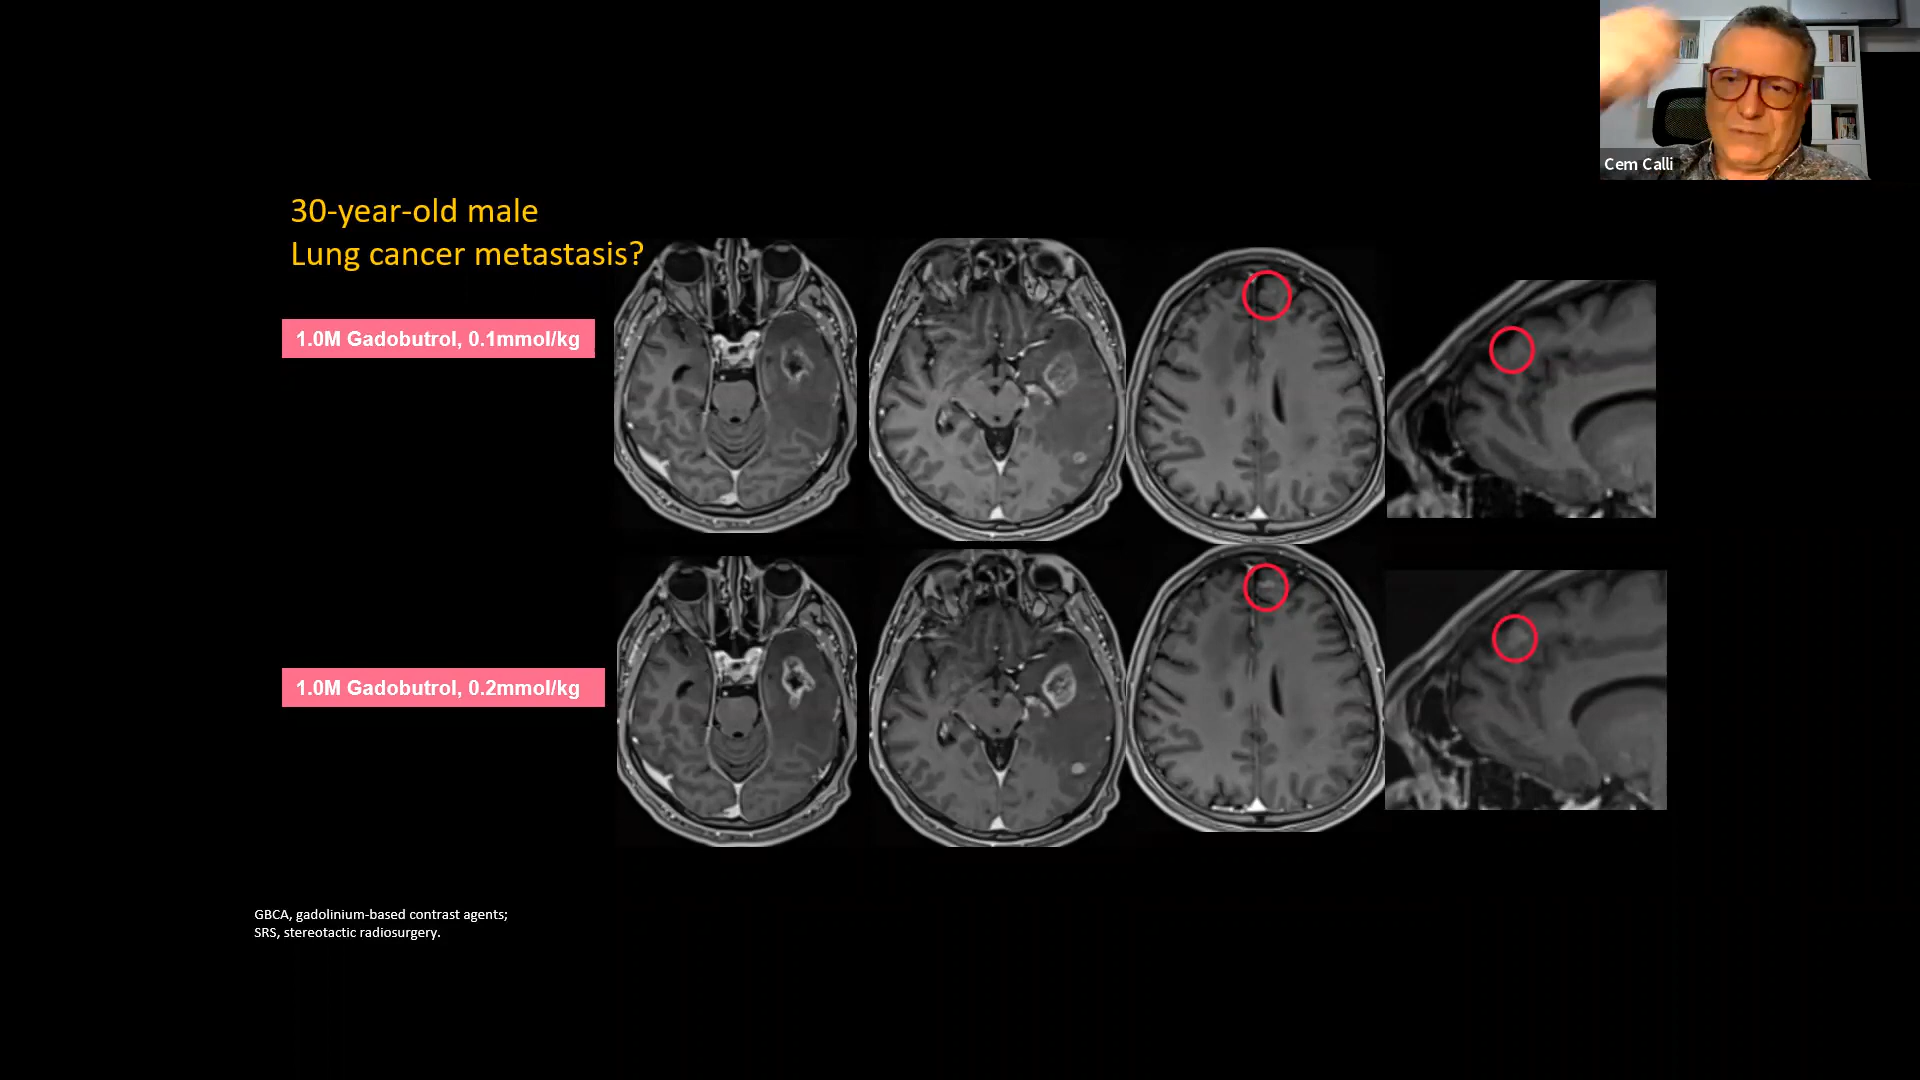 Cem Calli
30-year-old male
Lung cancer metastasis?
1.0M Gadobutrol, 0.1mmol/kg
1.0M Gadobutrol, 0.2mmol/kg
GBCA, gadolinium-based contrast agents;
SRS, stereotactic radiosurgery.